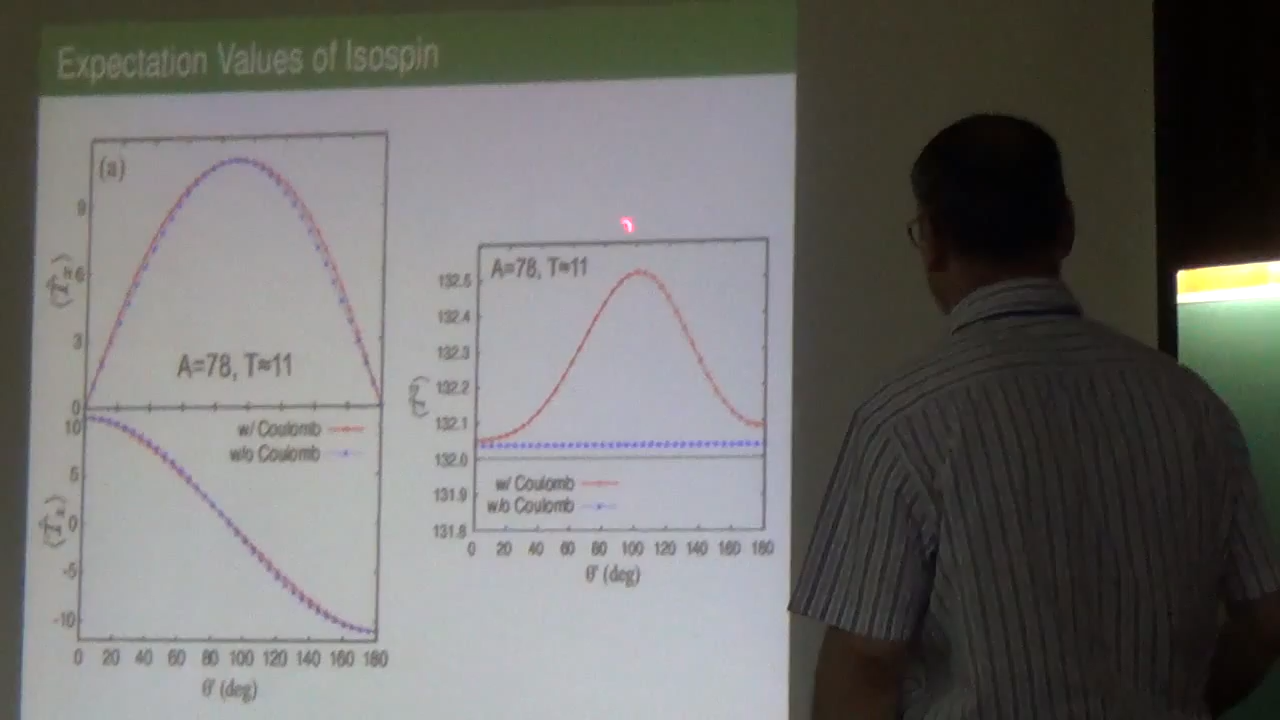 Expectation Values of Isospin
(a)
9
6
3
0
⟨T̂x⟩
A=78, T≈11
10
5
0
-5
-10
⟨T̂z⟩
w/ Coulomb
w/o Coulomb
0 20 40 60 80 100 120 140 160 180
θ' (deg)
A=78, T≈11
132.5
132.4
132.3
132.2
132.1
132.0
131.9
131.8
⟨T̂²⟩
w/ Coulomb
w/o Coulomb
0 20 40 60 80 100 120 140 160 180
θ' (deg)